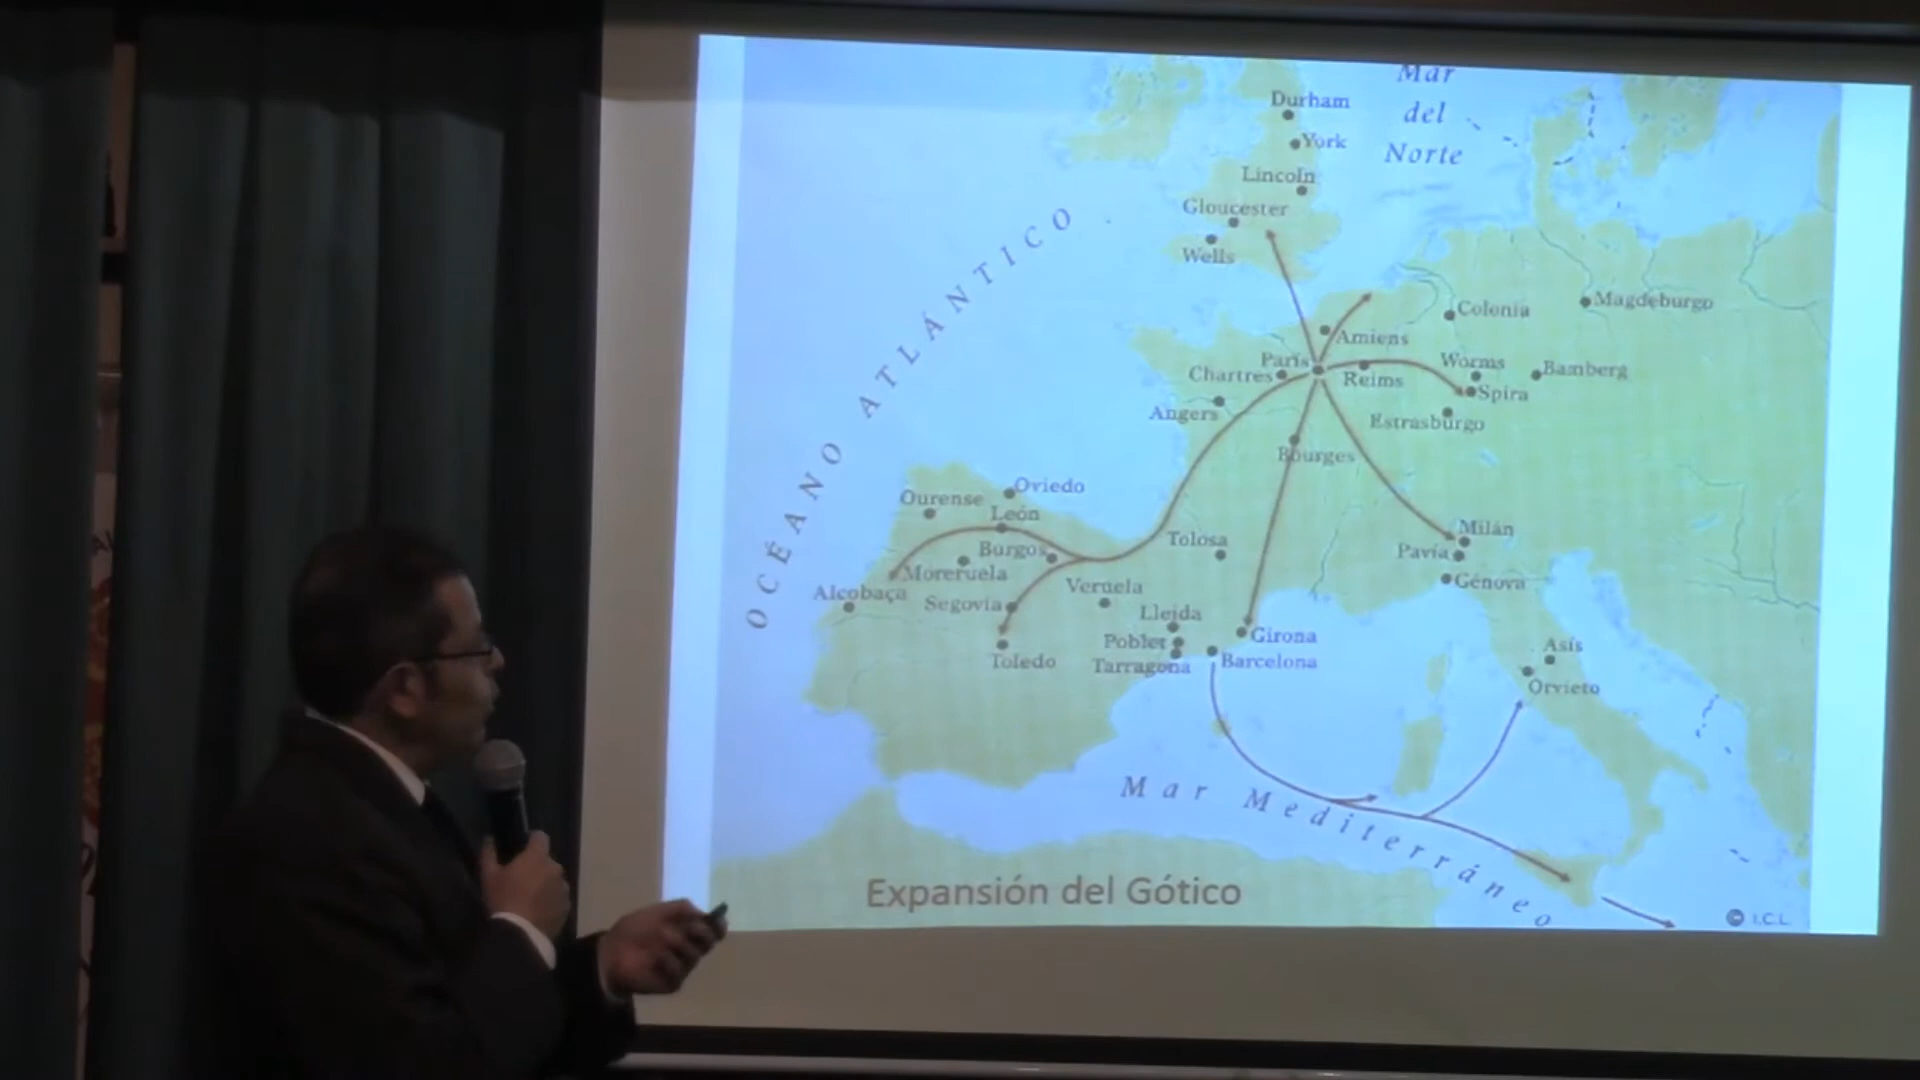 Mar
del
Norte
Durham
York
Lincoln
Gloucester
Wells
OCÉANO ATLÁNTICO
Colonia
Magdeburgo
Amiens
París
Chartres
Reims
Worms
Bamberg
Spira
Angers
Estrasburgo
Bourges
Oviedo
Ourense
León
Milán
Tolosa
Pavía
Burgos
Moreruela
Génova
Alcobaça
Segovia
Veruela
Lleida
Poblet
Girona
Toledo
Tarragona
Barcelona
Asís
Orvieto
Mar Mediterráneo
Expansión del Gótico
© I.C.L.